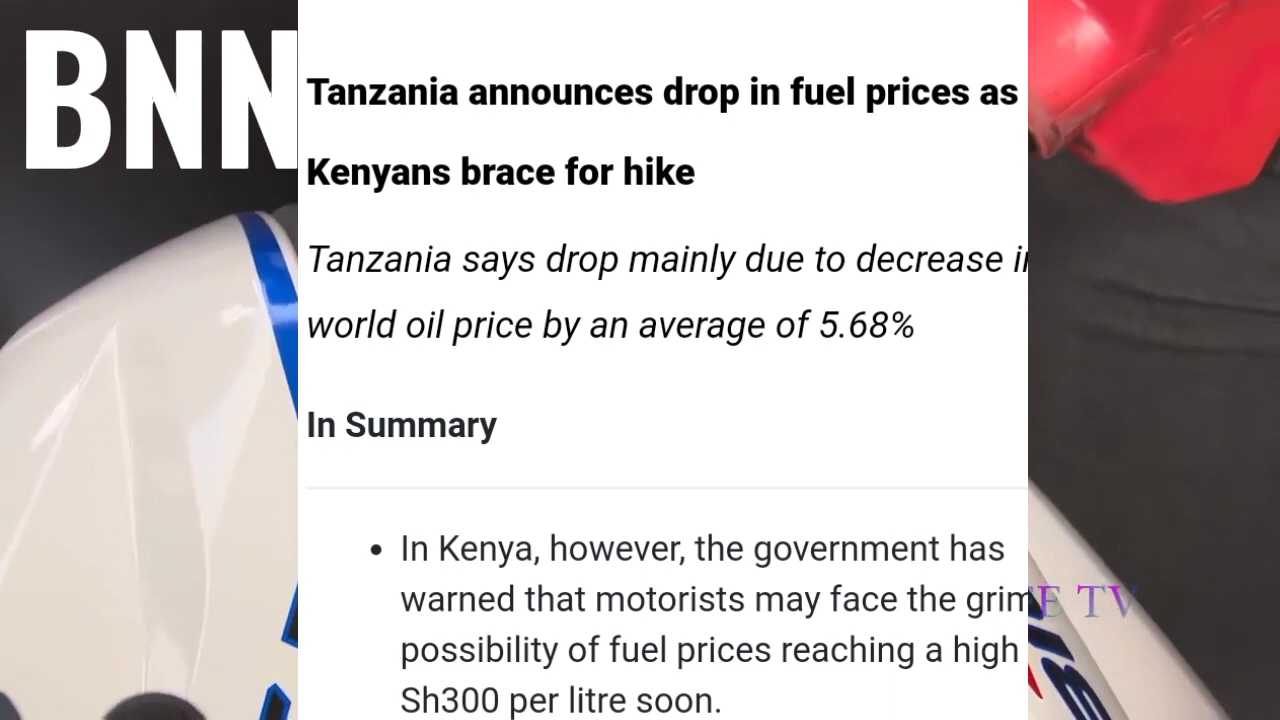 BNN
Tanzania announces drop in fuel prices as
Kenyans brace for hike
Tanzania says drop mainly due to decrease in
world oil price by an average of 5.68%
In Summary
• In Kenya, however, the government has
warned that motorists may face the grim
possibility of fuel prices reaching a high
Sh300 per litre soon.
E TV